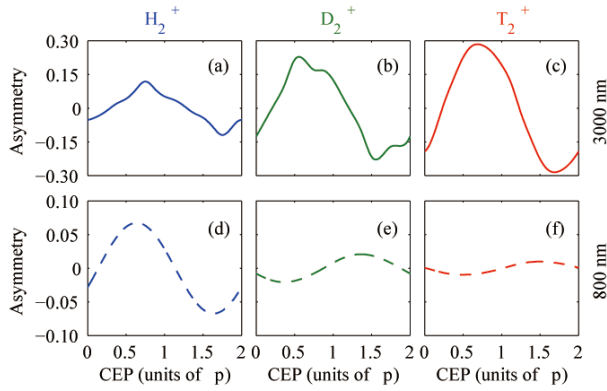 H₂⁺ D₂⁺ T₂⁺
0.30 (a) (b) (c)
0.15
0
−0.15
−0.30
Asymmetry
3000 nm
0.10 (d) (e) (f)
0.05
0
−0.05
−0.10
Asymmetry
800 nm
0 0.5 1 1.5 2 0.5 1 1.5 2 0.5 1 1.5 2
CEP (units of p) CEP (units of p) CEP (units of p)